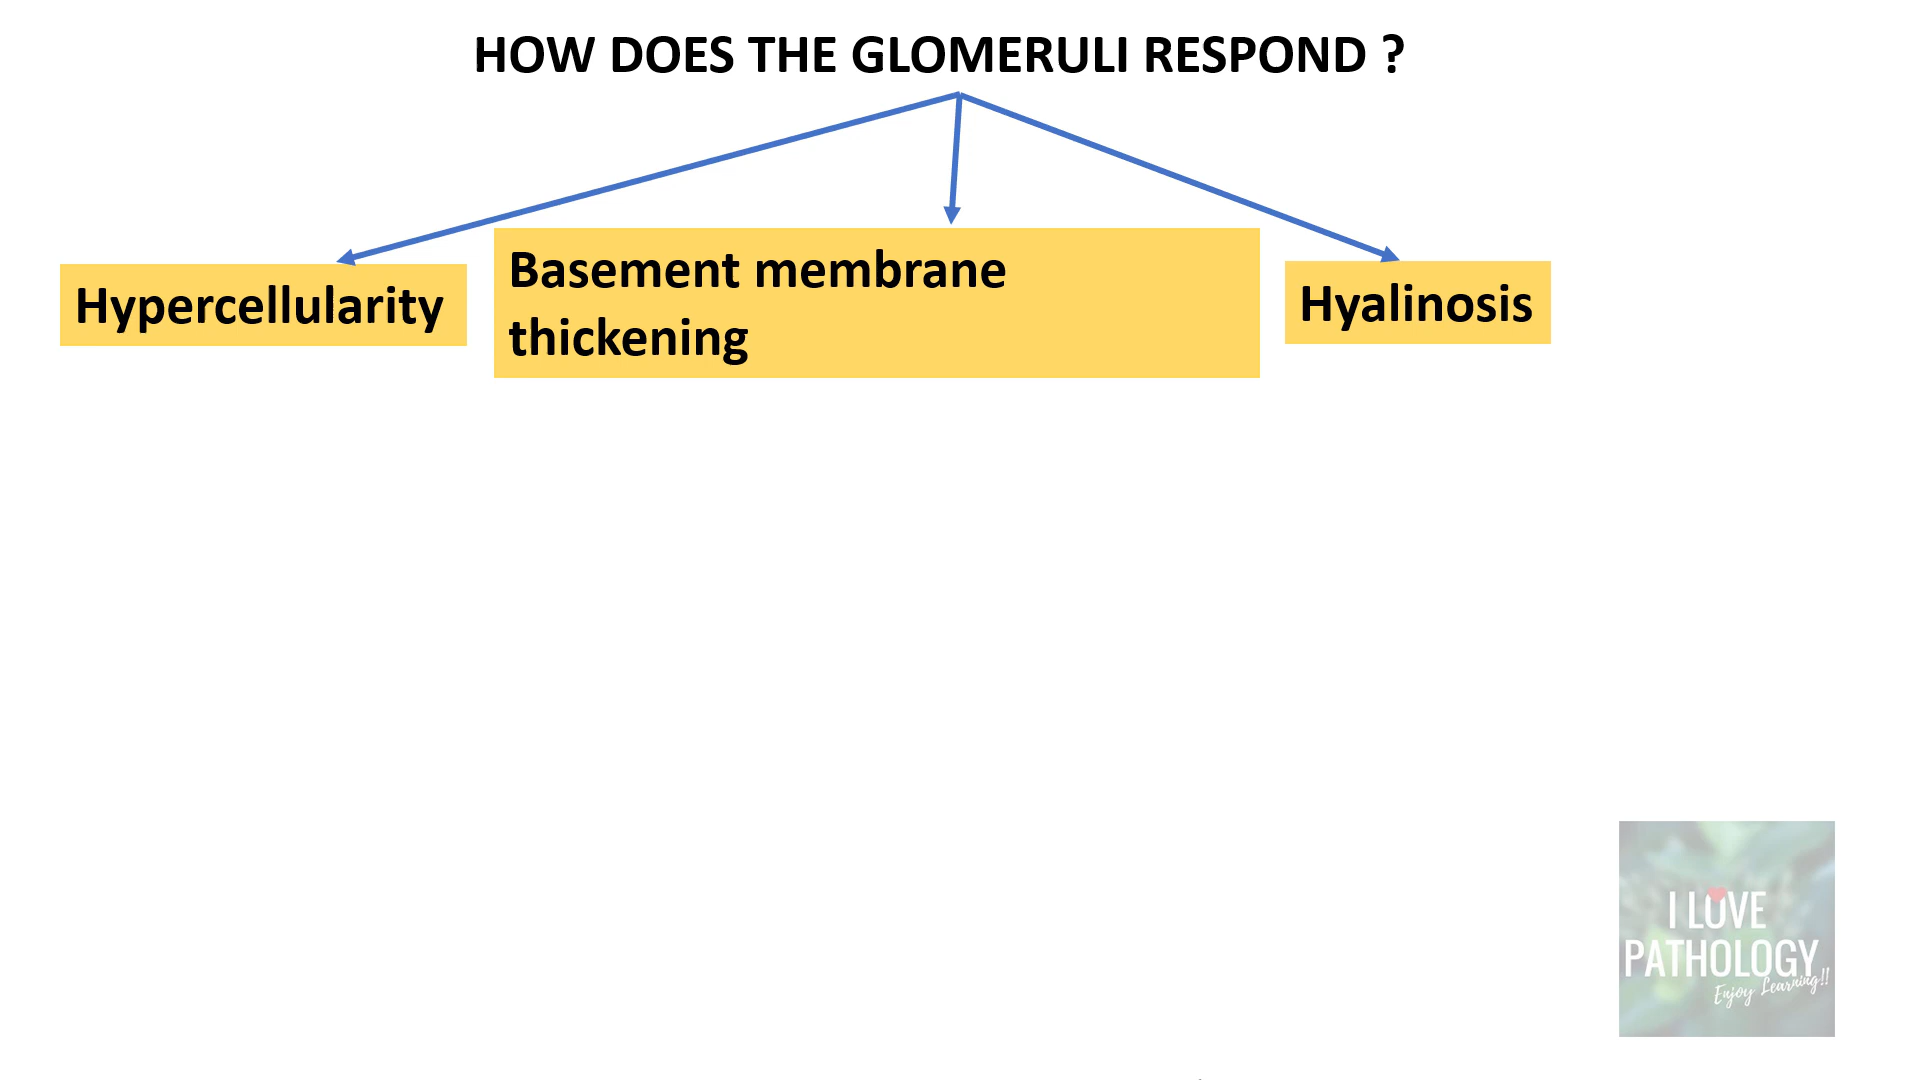 HOW DOES THE GLOMERULI RESPOND ?
Hypercellularity
Basement membrane
thickening
Hyalinosis
I LOVE
PATHOLOGY
Enjoy Learning!!